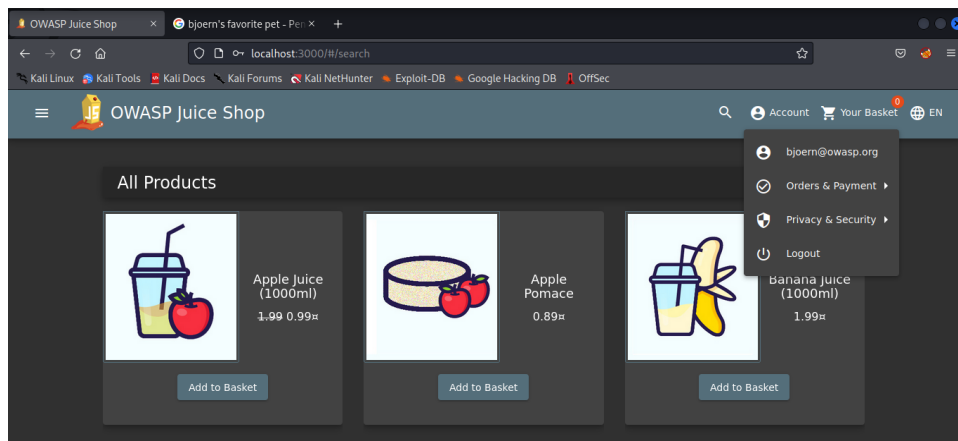 OWASP Juice Shop
bjoern's favorite pet - Pen
localhost:3000/#/search
Kali Linux Kali Tools Kali Docs Kali Forums Kali NetHunter Exploit-DB Google Hacking DB OffSec
JS OWASP Juice Shop Account 0 Your Basket EN
bjoern@owasp.org
Orders & Payment
Privacy & Security
Logout
All Products
Apple Juice
(1000ml)
1.99 0.99¤
Add to Basket
Apple
Pomace
0.89¤
Add to Basket
Banana Juice
(1000ml)
1.99¤
Add to Basket